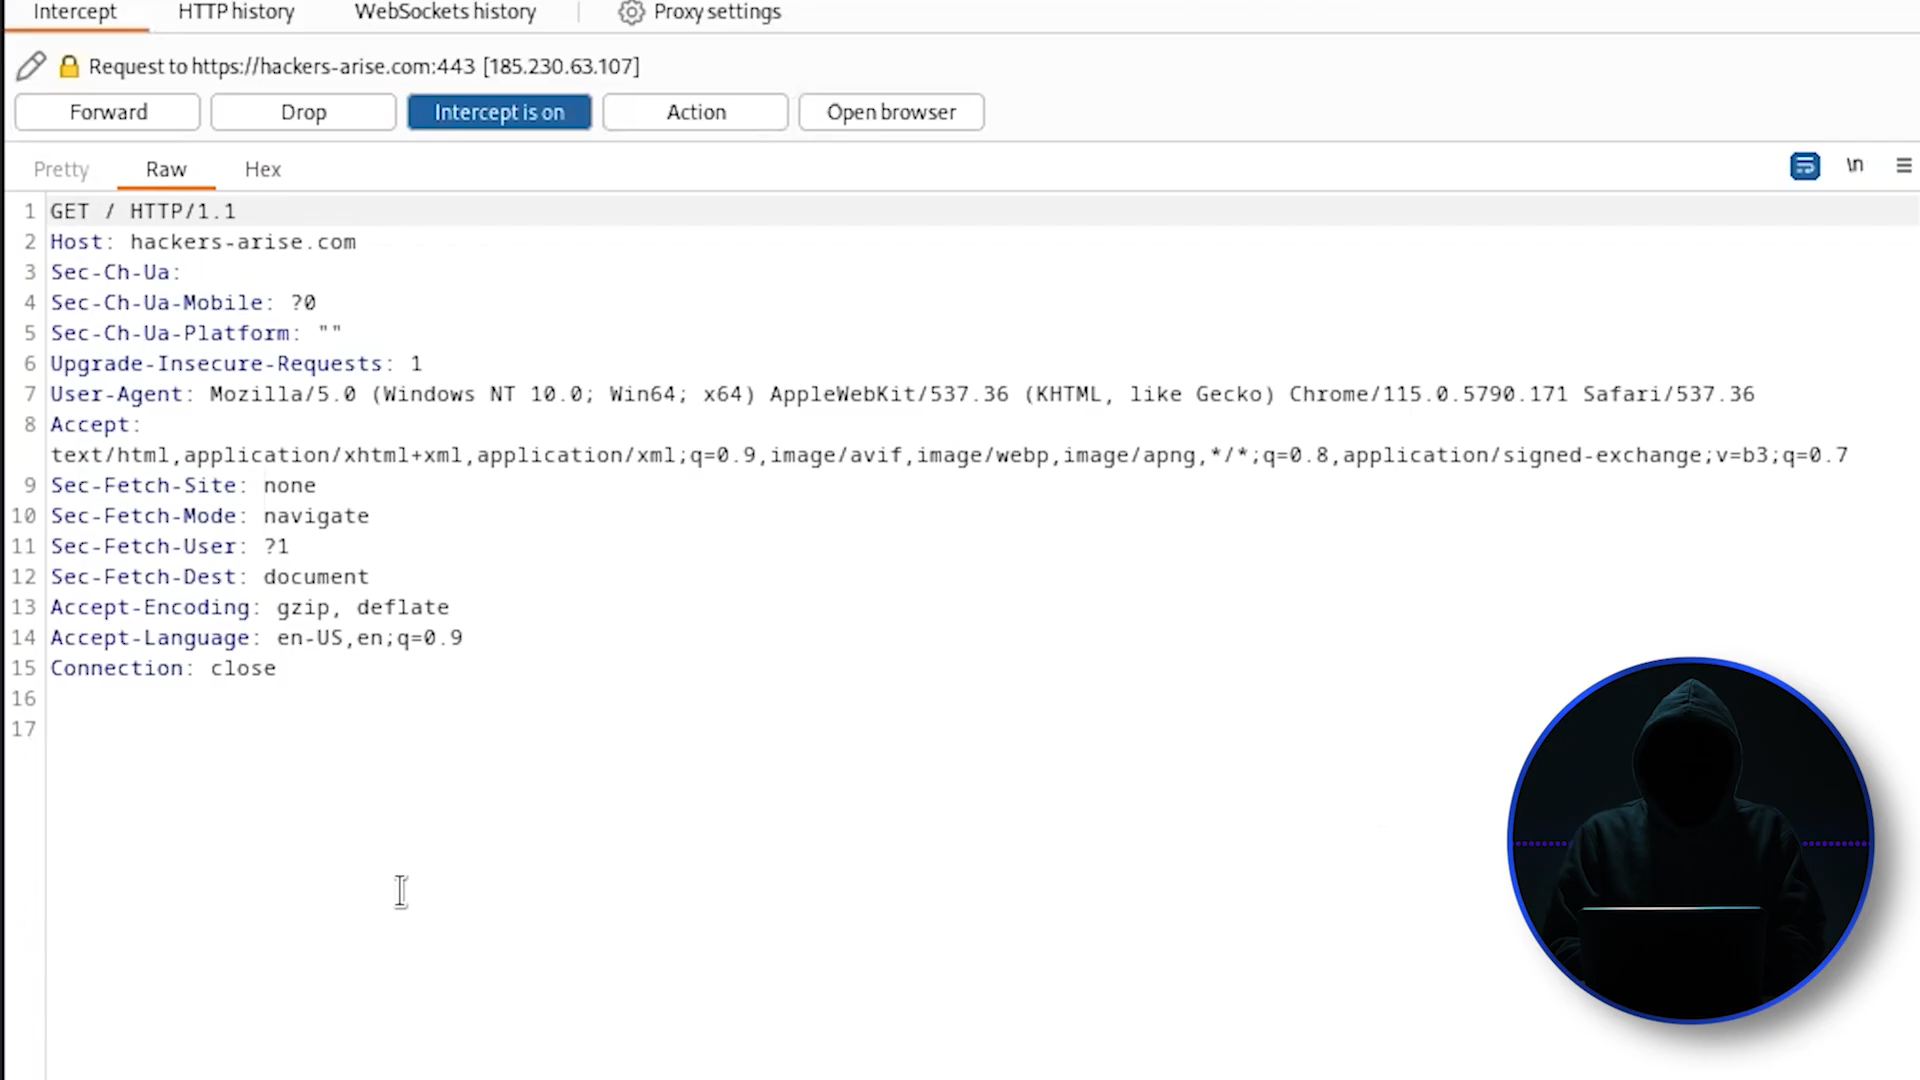 Intercept HTTP history WebSockets history Proxy settings
Request to https://hackers-arise.com:443 [185.230.63.107]
Forward Drop Intercept is on Action Open browser
Pretty Raw Hex \n
1 GET / HTTP/1.1
2 Host: hackers-arise.com
3 Sec-Ch-Ua:
4 Sec-Ch-Ua-Mobile: ?0
5 Sec-Ch-Ua-Platform: ""
6 Upgrade-Insecure-Requests: 1
7 User-Agent: Mozilla/5.0 (Windows NT 10.0; Win64; x64) AppleWebKit/537.36 (KHTML, like Gecko) Chrome/115.0.5790.171 Safari/537.36
8 Accept:
text/html,application/xhtml+xml,application/xml;q=0.9,image/avif,image/webp,image/apng,*/*;q=0.8,application/signed-exchange;v=b3;q=0.7
9 Sec-Fetch-Site: none
10 Sec-Fetch-Mode: navigate
11 Sec-Fetch-User: ?1
12 Sec-Fetch-Dest: document
13 Accept-Encoding: gzip, deflate
14 Accept-Language: en-US,en;q=0.9
15 Connection: close
16
17